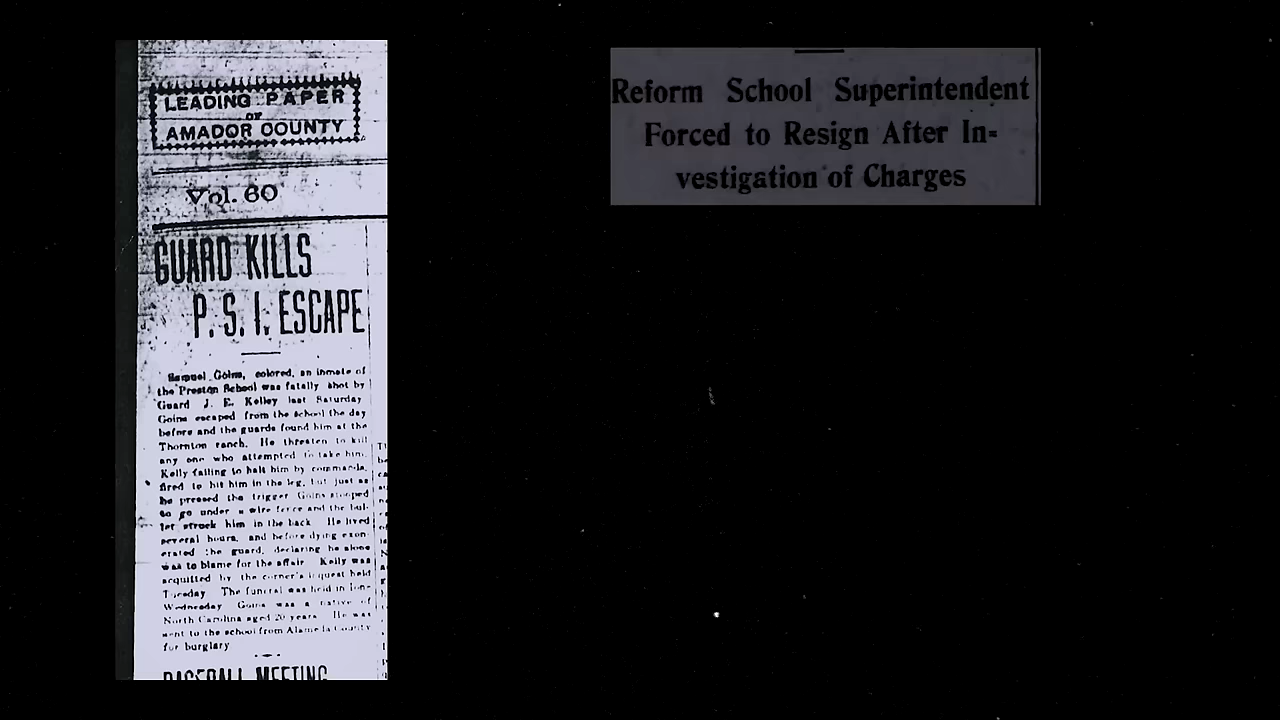 LEADING PAPER
OF
AMADOR COUNTY
Vol. 60
GUARD KILLS
P. S. I. ESCAPE
Samuel Goins, colored, an inmate of
the Preston School was fatally shot by
Guard J. E. Kelley last Saturday
Goins escaped from the school the day
before and the guards found him at the
Thornton ranch. He threaten to kill
any one who attempted to take him.
Kelly failing to halt him by commands,
fired to hit him in the leg, but just as
he pressed the trigger Goins stooped
to go under a wire fence and the bul-
let struck him in the back. He lived
several hours, and before dying exon-
erated the guard, declaring he alone
was to blame for the affair. Kelly was
acquitted by the corner's inquest held
Tuesday. The funeral was held in Ione
Wednesday. Goins was a native of
North Carolina aged 20 years. He was
sent to the school from Alameda County
for burglary
BASEBALL MEETING
Reform School Superintendent
Forced to Resign After In-
vestigation of Charges